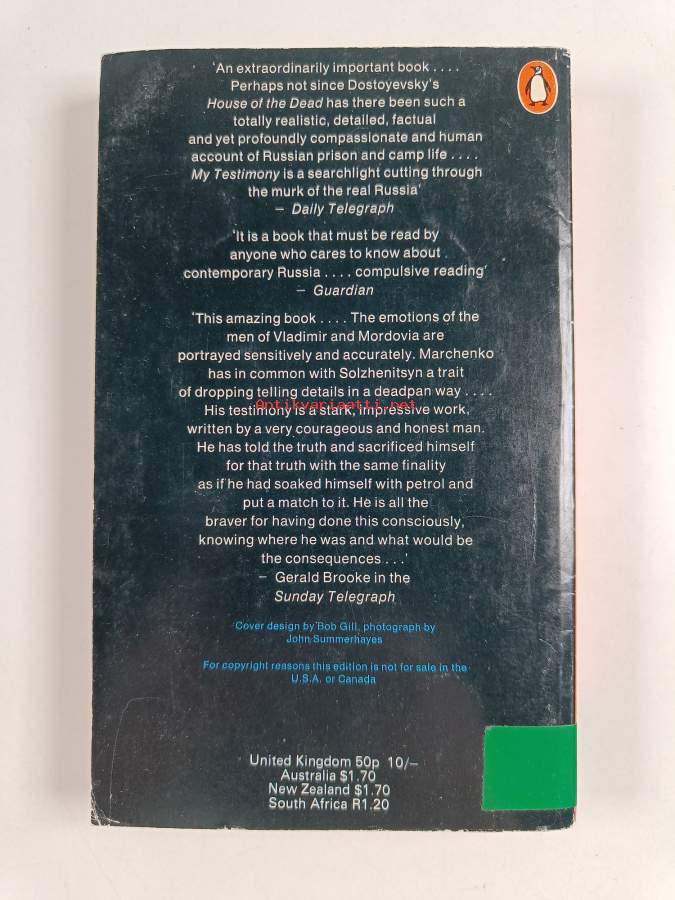 'An extraordinarily important book . . . .
Perhaps not since Dostoyevsky's
House of the Dead has there been such a
totally realistic, detailed, factual
and yet profoundly compassionate and human
account of Russian prison and camp life . . . .
My Testimony is a searchlight cutting through
the murk of the real Russia'
– Daily Telegraph
'It is a book that must be read by
anyone who cares to know about
contemporary Russia . . . . compulsive reading'
– Guardian
'This amazing book . . . . The emotions of the
men of Vladimir and Mordovia are
portrayed sensitively and accurately. Marchenko
has in common with Solzhenitsyn a trait
of dropping telling details in a deadpan way . . . .
Antikvariaatti.net
His testimony is a stark, impressive work,
written by a very courageous and honest man.
He has told the truth and sacrificed himself
for that truth with the same finality
as if he had soaked himself with petrol and
put a match to it. He is all the
braver for having done this consciously,
knowing where he was and what would be
the consequences . . .'
– Gerald Brooke in the
Sunday Telegraph
Cover design by Bob Gill, photograph by
John Summerhayes
For copyright reasons this edition is not for sale in the
U.S.A. or Canada
United Kingdom 50p 10/–
Australia $1.70
New Zealand $1.70
South Africa R1.20